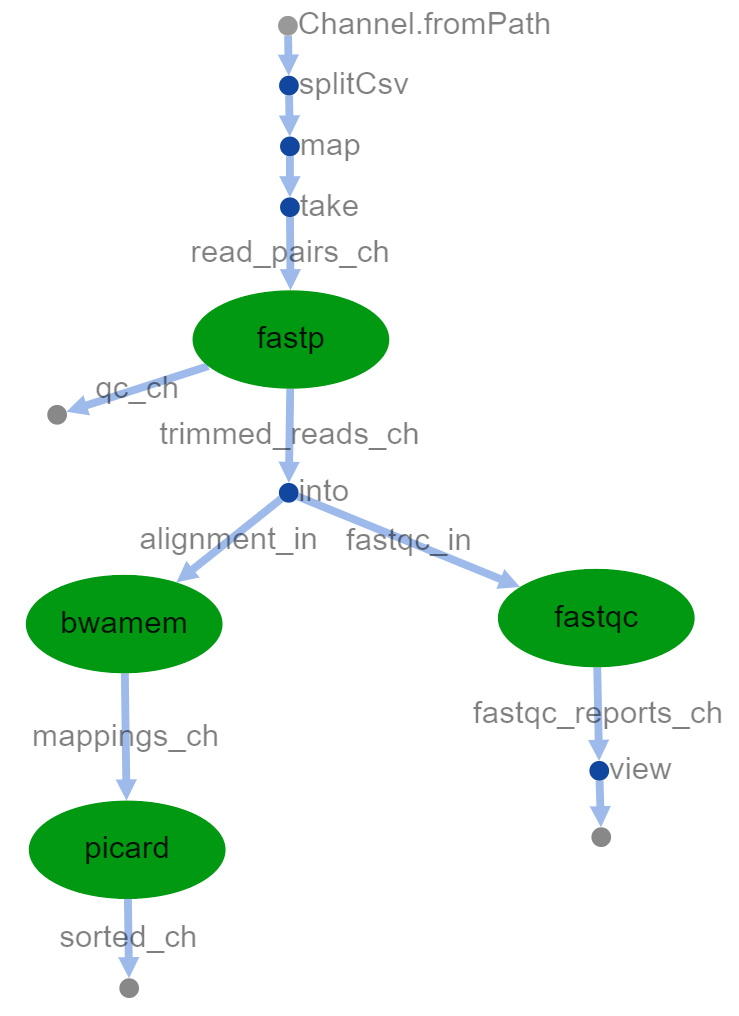 Channel.fromPath
splitCsv
map
take
read_pairs_ch
fastp
qc_ch
trimmed_reads_ch
into
alignment_in
fastqc_in
bwamem
fastqc
mappings_ch
fastqc_reports_ch
view
picard
sorted_ch